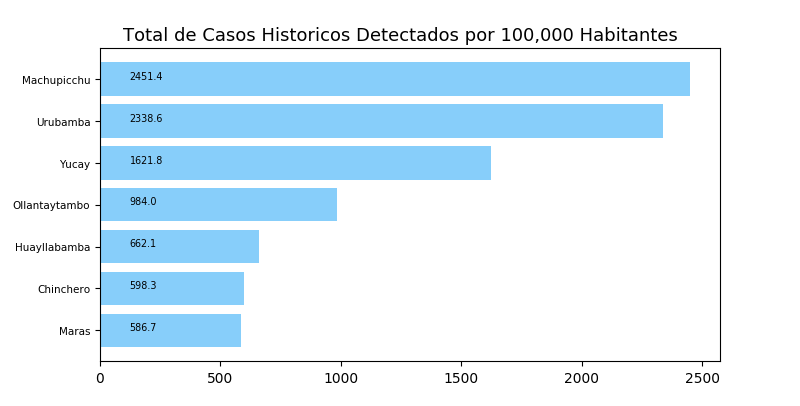 Total de Casos Historicos Detectados por 100,000 Habitantes
Machupicchu 2451.4
Urubamba 2338.6
Yucay 1621.8
Ollantaytambo 984.0
Huayllabamba 662.1
Chinchero 598.3
Maras 586.7
0 500 1000 1500 2000 2500